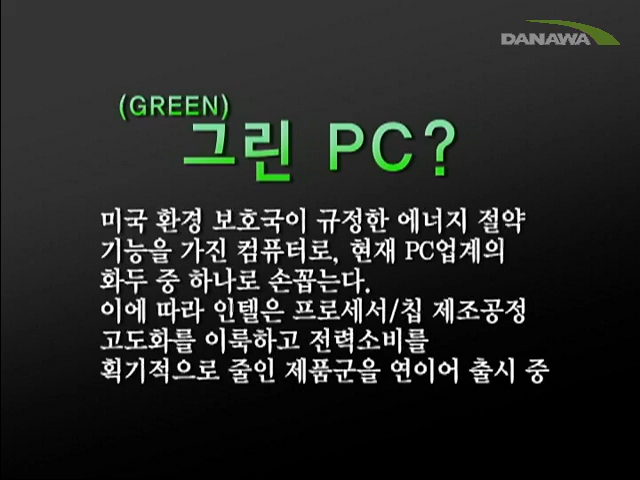 DANAWA
(GREEN)
그린 PC?
미국 환경 보호국이 규정한 에너지 절약
기능을 가진 컴퓨터로, 현재 PC업계의
화두 중 하나로 손꼽는다.
이에 따라 인텔은 프로세서/칩 제조공정
고도화를 이룩하고 전력소비를
획기적으로 줄인 제품군을 연이어 출시 중